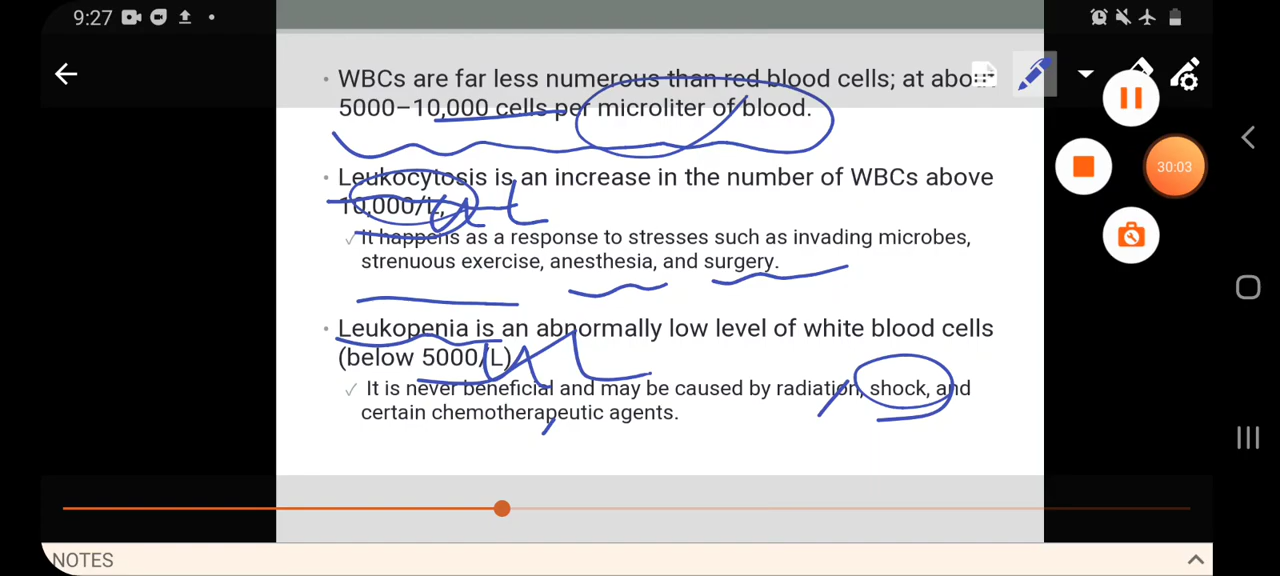 9:27
• WBCs are far less numerous than red blood cells; at about
5000–10,000 cells per microliter of blood.
30:03
• Leukocytosis is an increase in the number of WBCs above
10,000/L,
✓ It happens as a response to stresses such as invading microbes,
strenuous exercise, anesthesia, and surgery.
• Leukopenia is an abnormally low level of white blood cells
(below 5000/L)
✓ It is never beneficial and may be caused by radiation, shock, and
certain chemotherapeutic agents.
NOTES